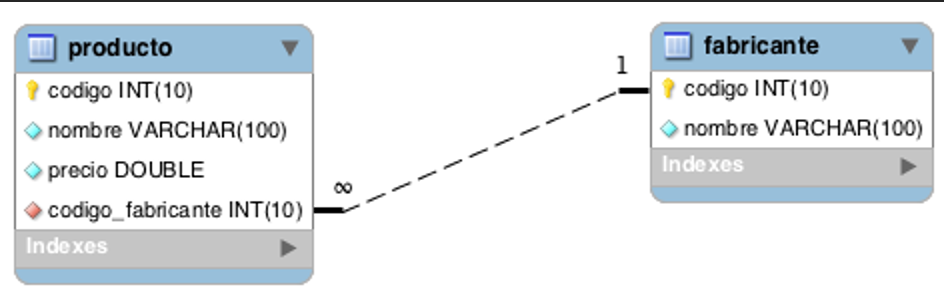 producto
codigo INT(10)
nombre VARCHAR(100)
precio DOUBLE
codigo_fabricante INT(10)
Indexes
∞
1
fabricante
codigo INT(10)
nombre VARCHAR(100)
Indexes